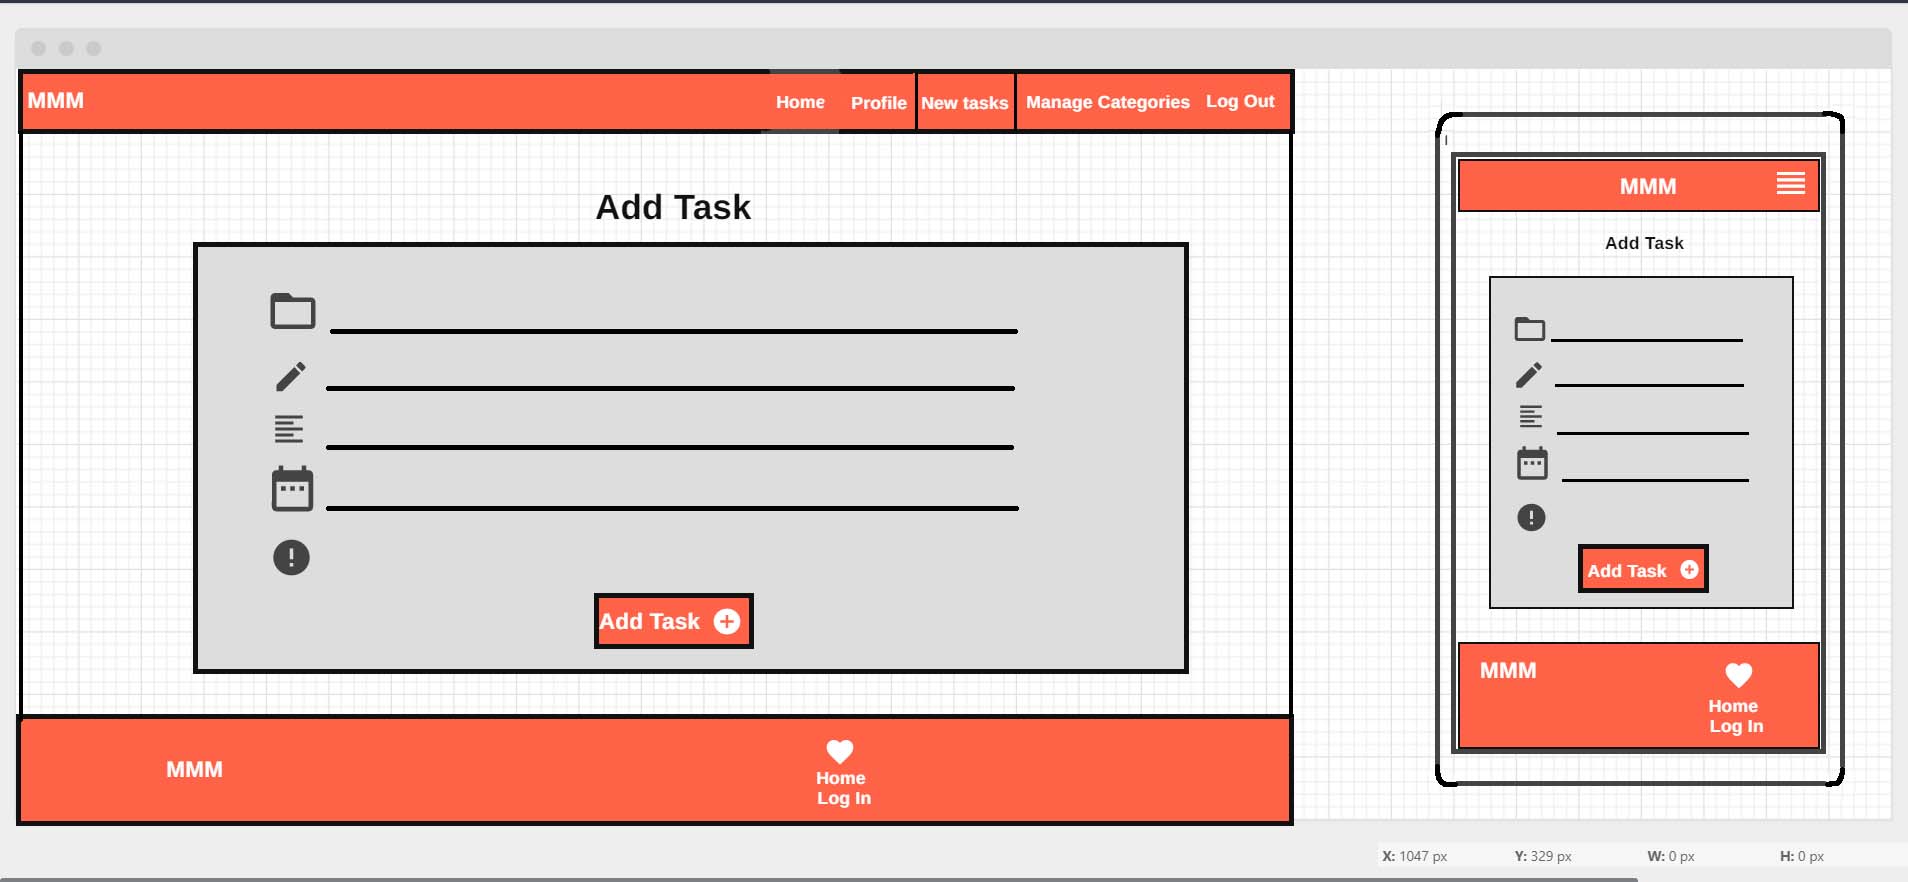 MMM Home Profile New tasks Manage Categories Log Out
Add Task
Add Task
MMM
Home
Log In
MMM
Add Task
Add Task
MMM
Home
Log In
X: 1047 px Y: 329 px W: 0 px H: 0 px